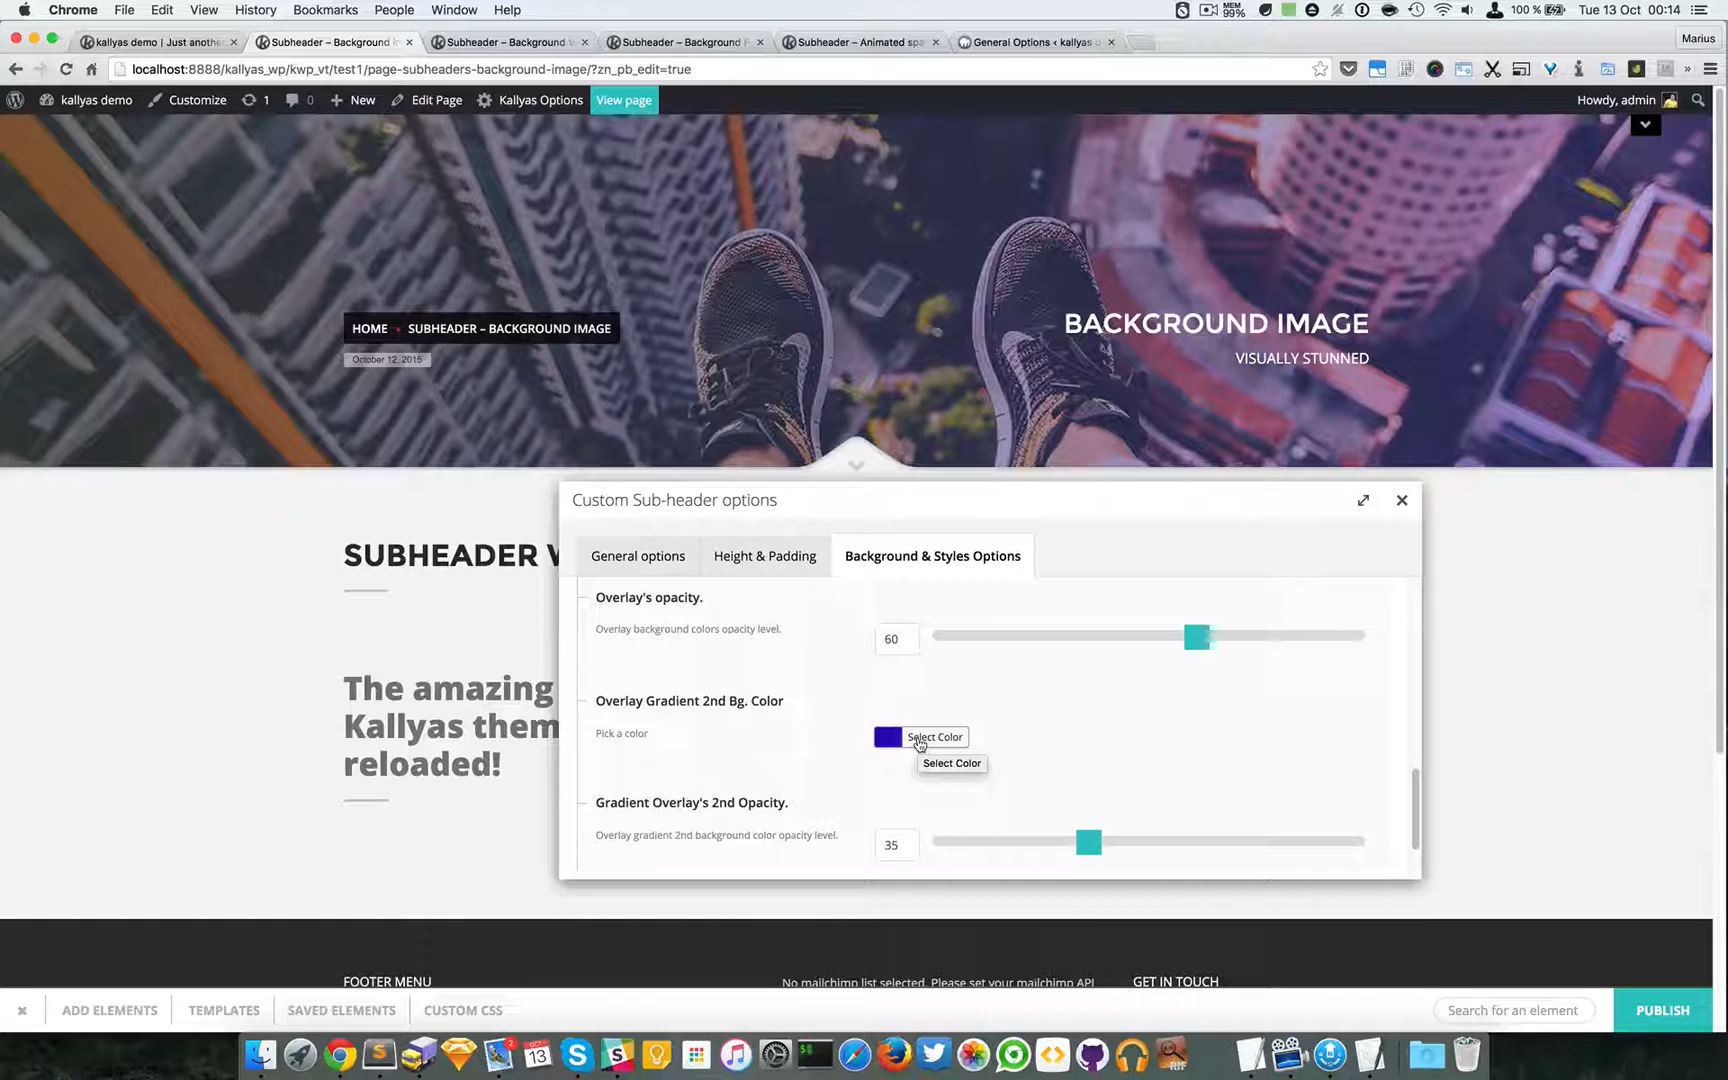 Chrome File Edit View History Bookmarks People Window Help MEM 99% 100 % Tue 13 Oct 00:14
kallyas demo | Just anothe × Subheader – Background i × Subheader – Background × Subheader – Background × Subheader – Animated spa × General Options ‹ kallyas × Marius
localhost:8888/kallyas_wp/kwp_vt/test1/page-subheaders-background-image/?zn_pb_edit=true
kallyas demo Customize 1 0 New Edit Page Kallyas Options View page Howdy, admin
HOME SUBHEADER – BACKGROUND IMAGE
October 12, 2015
BACKGROUND IMAGE
VISUALLY STUNNED
SUBHEADER W
The amazing
Kallyas them
reloaded!
Custom Sub-header options
General options Height & Padding Background & Styles Options
Overlay's opacity.
Overlay background colors opacity level.
60
Overlay Gradient 2nd Bg. Color
Pick a color
Select Color
Select Color
Gradient Overlay's 2nd Opacity.
Overlay gradient 2nd background color opacity level.
35
FOOTER MENU No mailchimp list selected. Please set your mailchimp API GET IN TOUCH
ADD ELEMENTS TEMPLATES SAVED ELEMENTS CUSTOM CSS Search for an element PUBLISH